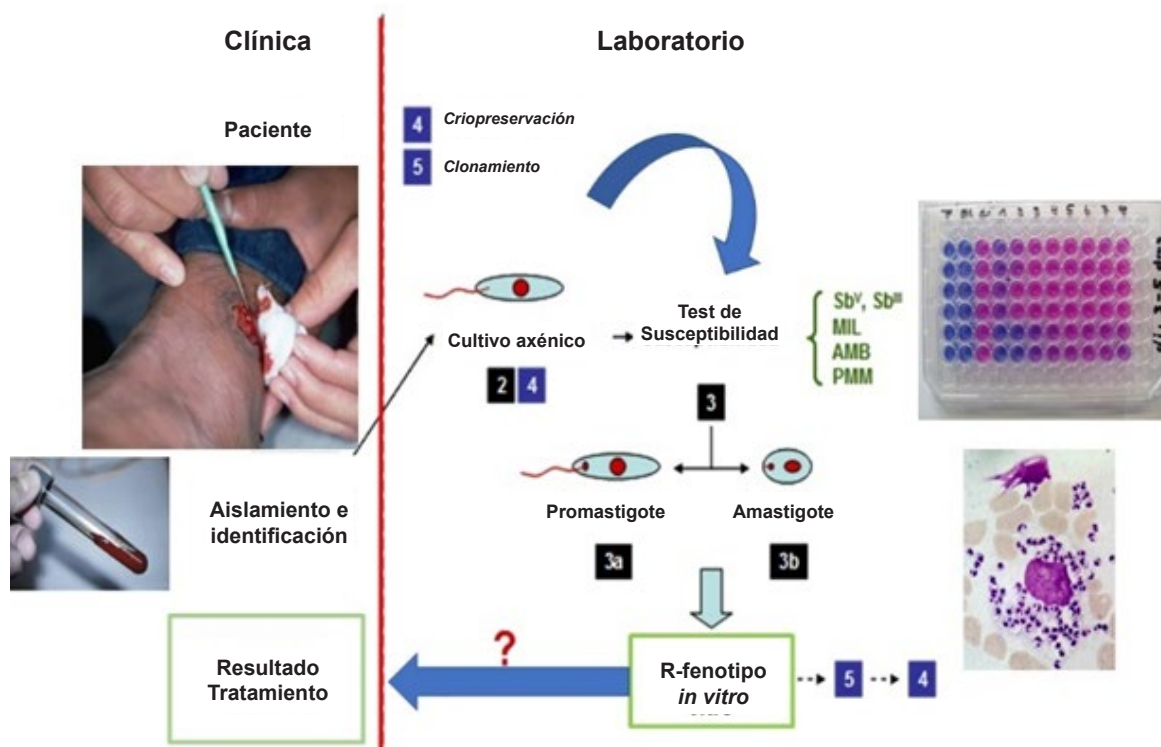 Clínica
Laboratorio
Paciente
4 Criopreservación
5 Clonamiento
Cultivo axénico
2 4
Test de
Susceptibilidad
Sbⱽ, Sbᴵᴵᴵ
MIL
AMB
PMM
3
Promastigote
Amastigote
3a
3b
Aislamiento e
identificación
Resultado
Tratamiento
?
R-fenotipo
in vitro
5
4